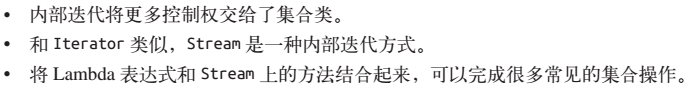 • 内部迭代将更多控制权交给了集合类。
• 和 Iterator 类似，Stream 是一种内部迭代方式。
• 将 Lambda 表达式和 Stream 上的方法结合起来，可以完成很多常见的集合操作。